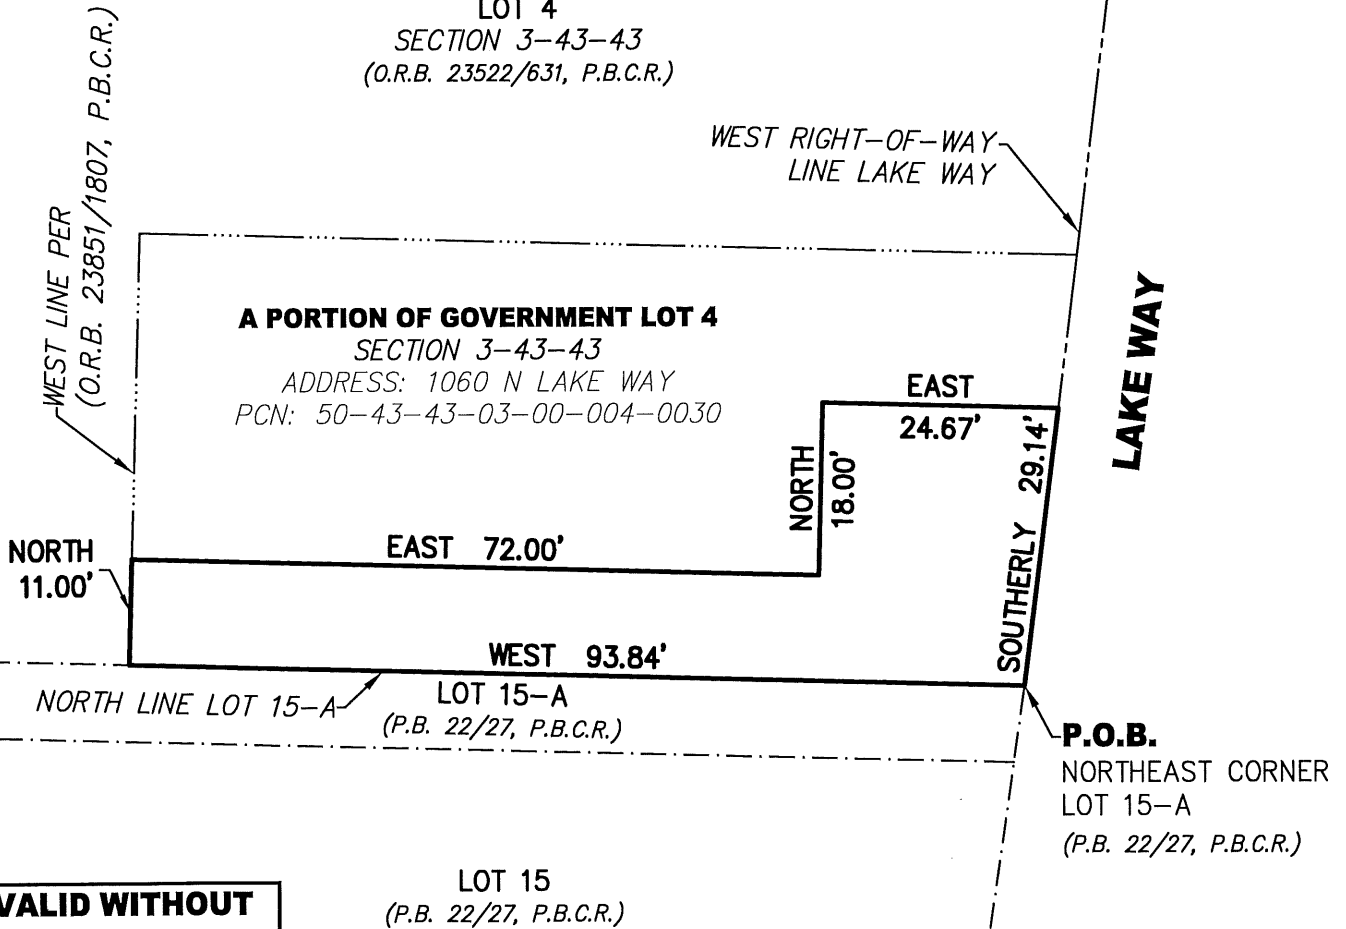 LOT 4
SECTION 3-43-43
(O.R.B. 23522/631, P.B.C.R.)
WEST RIGHT-OF-WAY
LINE LAKE WAY
WEST LINE PER
(O.R.B. 23851/1807, P.B.C.R.)
A PORTION OF GOVERNMENT LOT 4
SECTION 3-43-43
ADDRESS: 1060 N LAKE WAY
PCN: 50-43-43-03-00-004-0030
LAKE WAY
EAST
24.67'
NORTH
18.00'
SOUTHERLY 29.14'
NORTH
11.00'
EAST 72.00'
WEST 93.84'
NORTH LINE LOT 15-A
LOT 15-A
(P.B. 22/27, P.B.C.R.)
P.O.B.
NORTHEAST CORNER
LOT 15-A
(P.B. 22/27, P.B.C.R.)
LOT 15
(P.B. 22/27, P.B.C.R.)
VALID WITHOUT